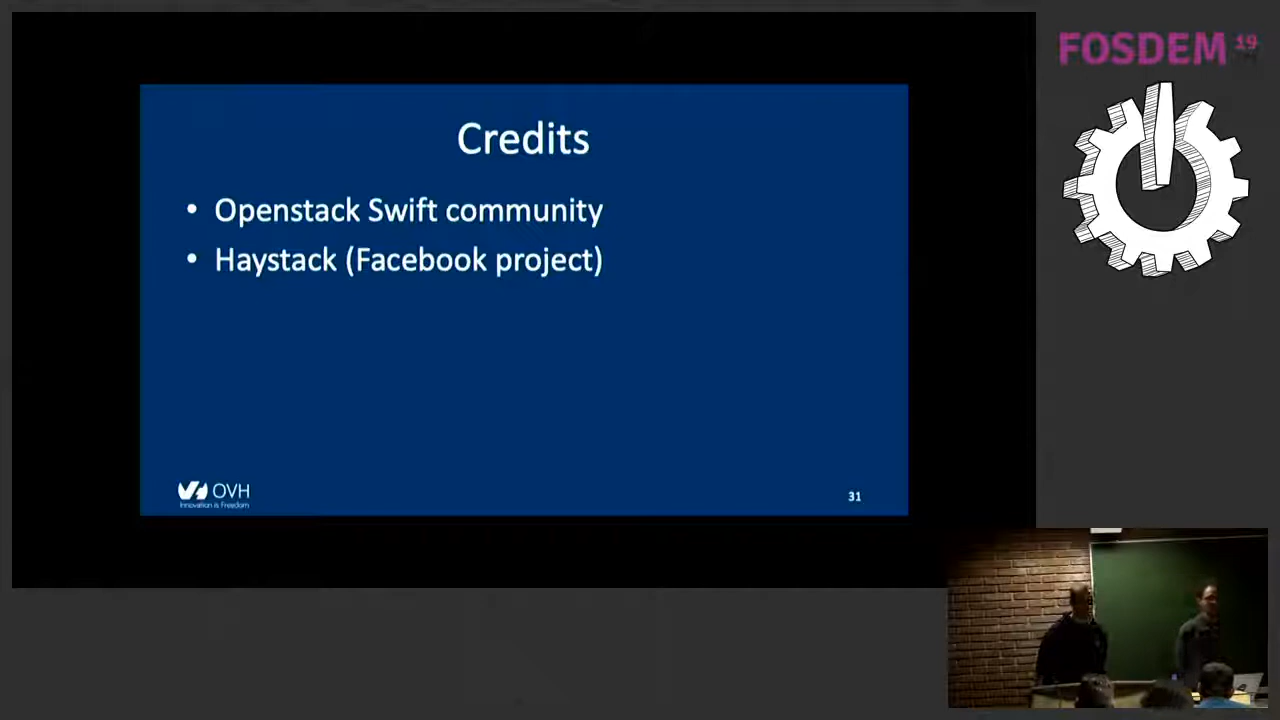 FOSDEM 19
Credits
• Openstack Swift community
• Haystack (Facebook project)
OVH
Innovation is Freedom
31